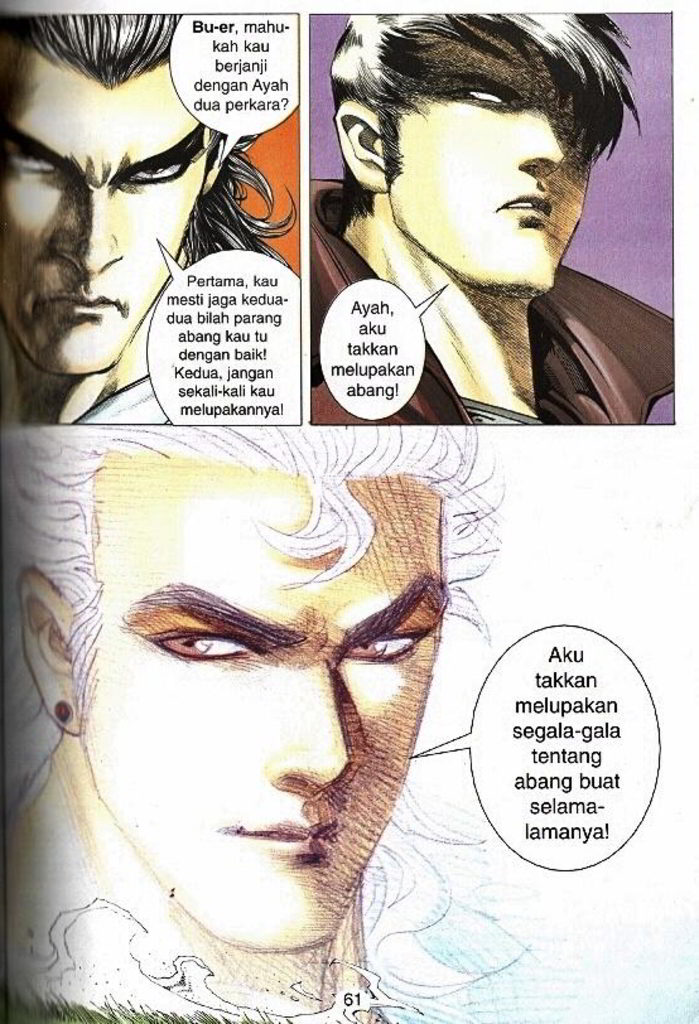 Bu-er, mahu-
kah kau
berjanji
dengan Ayah
dua perkara?
Pertama, kau
mesti jaga kedua-
dua bilah parang
abang kau tu
dengan baik!
Kedua, jangan
sekali-kali kau
melupakannya!
Ayah,
aku
takkan
melupakan
abang!
Aku
takkan
melupakan
segala-gala
tentang
abang buat
selama-
lamanya!
61